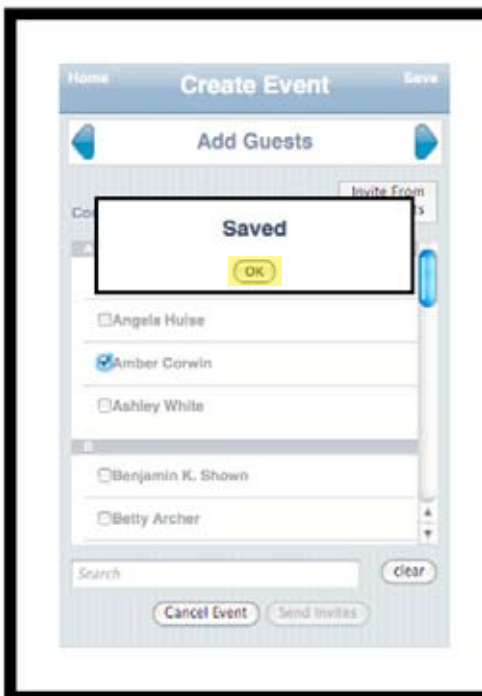 Home Create Event Save
Add Guests
Invite From
Saved
OK
Angela Hulse
Amber Corwin
Ashley White
B
Benjamin K. Shown
Betty Archer
Search clear
Cancel Event Send Invites